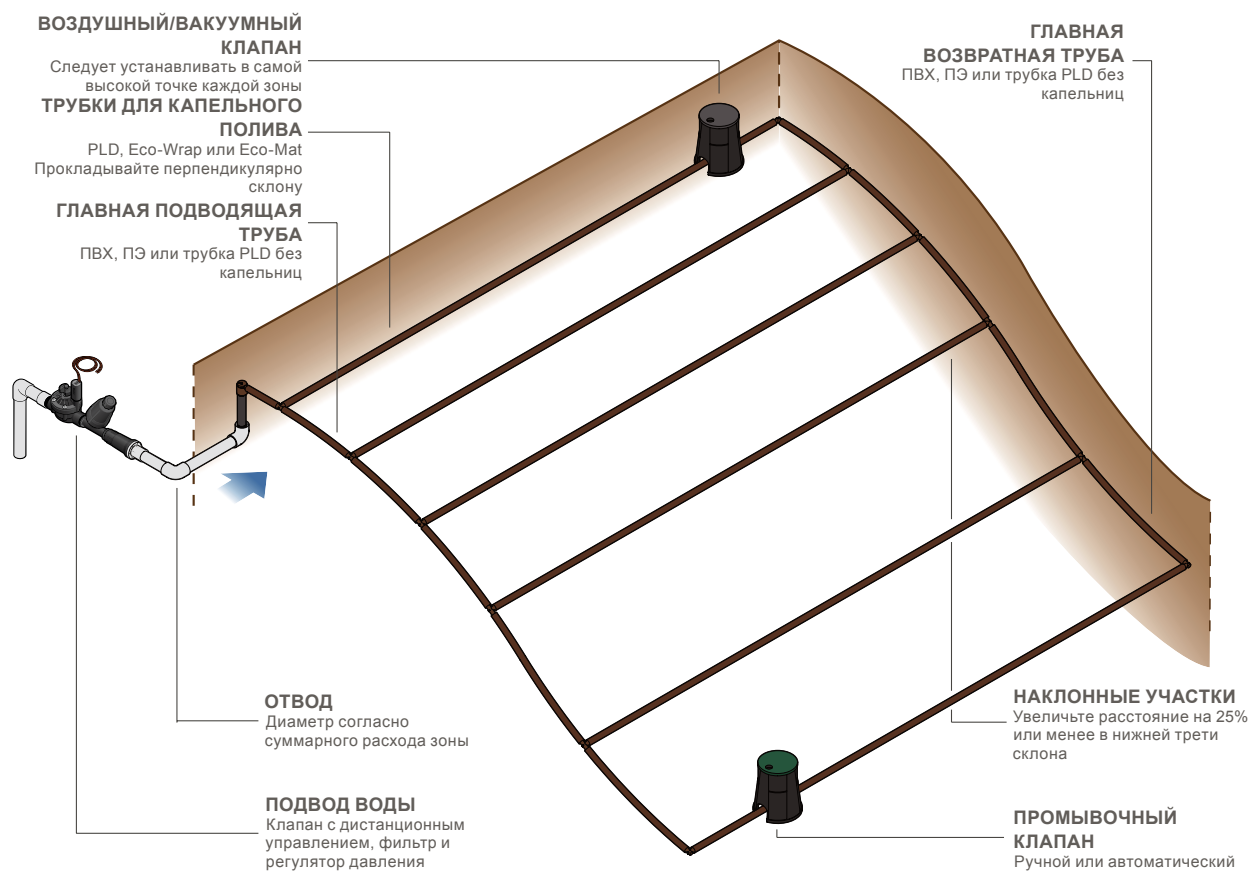 ВОЗДУШНЫЙ/ВАКУУМНЫЙ
КЛАПАН
Следует устанавливать в самой
высокой точке каждой зоны
ТРУБКИ ДЛЯ КАПЕЛЬНОГО
ПОЛИВА
PLD, Eco-Wrap или Eco-Mat
Прокладывайте перпендикулярно
склону
ГЛАВНАЯ ПОДВОДЯЩАЯ
ТРУБА
ПВХ, ПЭ или трубка PLD без
капельниц
ГЛАВНАЯ
ВОЗВРАТНАЯ ТРУБА
ПВХ, ПЭ или трубка PLD без
капельниц
ОТВОД
Диаметр согласно
суммарного расхода зоны
ПОДВОД ВОДЫ
Клапан с дистанционным
управлением, фильтр и
регулятор давления
НАКЛОННЫЕ УЧАСТКИ
Увеличьте расстояние на 25%
или менее в нижней трети
склона
ПРОМЫВОЧНЫЙ
КЛАПАН
Ручной или автоматический